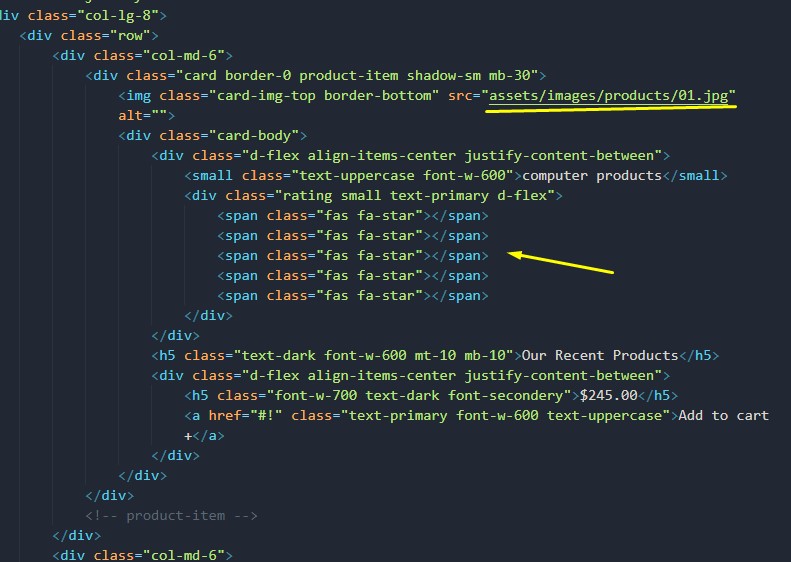 div class="col-lg-8">
<div class="row">
<div class="col-md-6">
<div class="card border-0 product-item shadow-sm mb-30">
<img class="card-img-top border-bottom" src="assets/images/products/01.jpg"
alt="">
<div class="card-body">
<div class="d-flex align-items-center justify-content-between">
<small class="text-uppercase font-w-600">computer products</small>
<div class="rating small text-primary d-flex">
<span class="fas fa-star"></span>
<span class="fas fa-star"></span>
<span class="fas fa-star"></span>
<span class="fas fa-star"></span>
<span class="fas fa-star"></span>
</div>
</div>
<h5 class="text-dark font-w-600 mt-10 mb-10">Our Recent Products</h5>
<div class="d-flex align-items-center justify-content-between">
<h5 class="font-w-700 text-dark font-secondery">$245.00</h5>
<a href="#!" class="text-primary font-w-600 text-uppercase">Add to cart
+</a>
</div>
</div>
</div>
<!-- product-item -->
</div>
<div class="col-md-6">